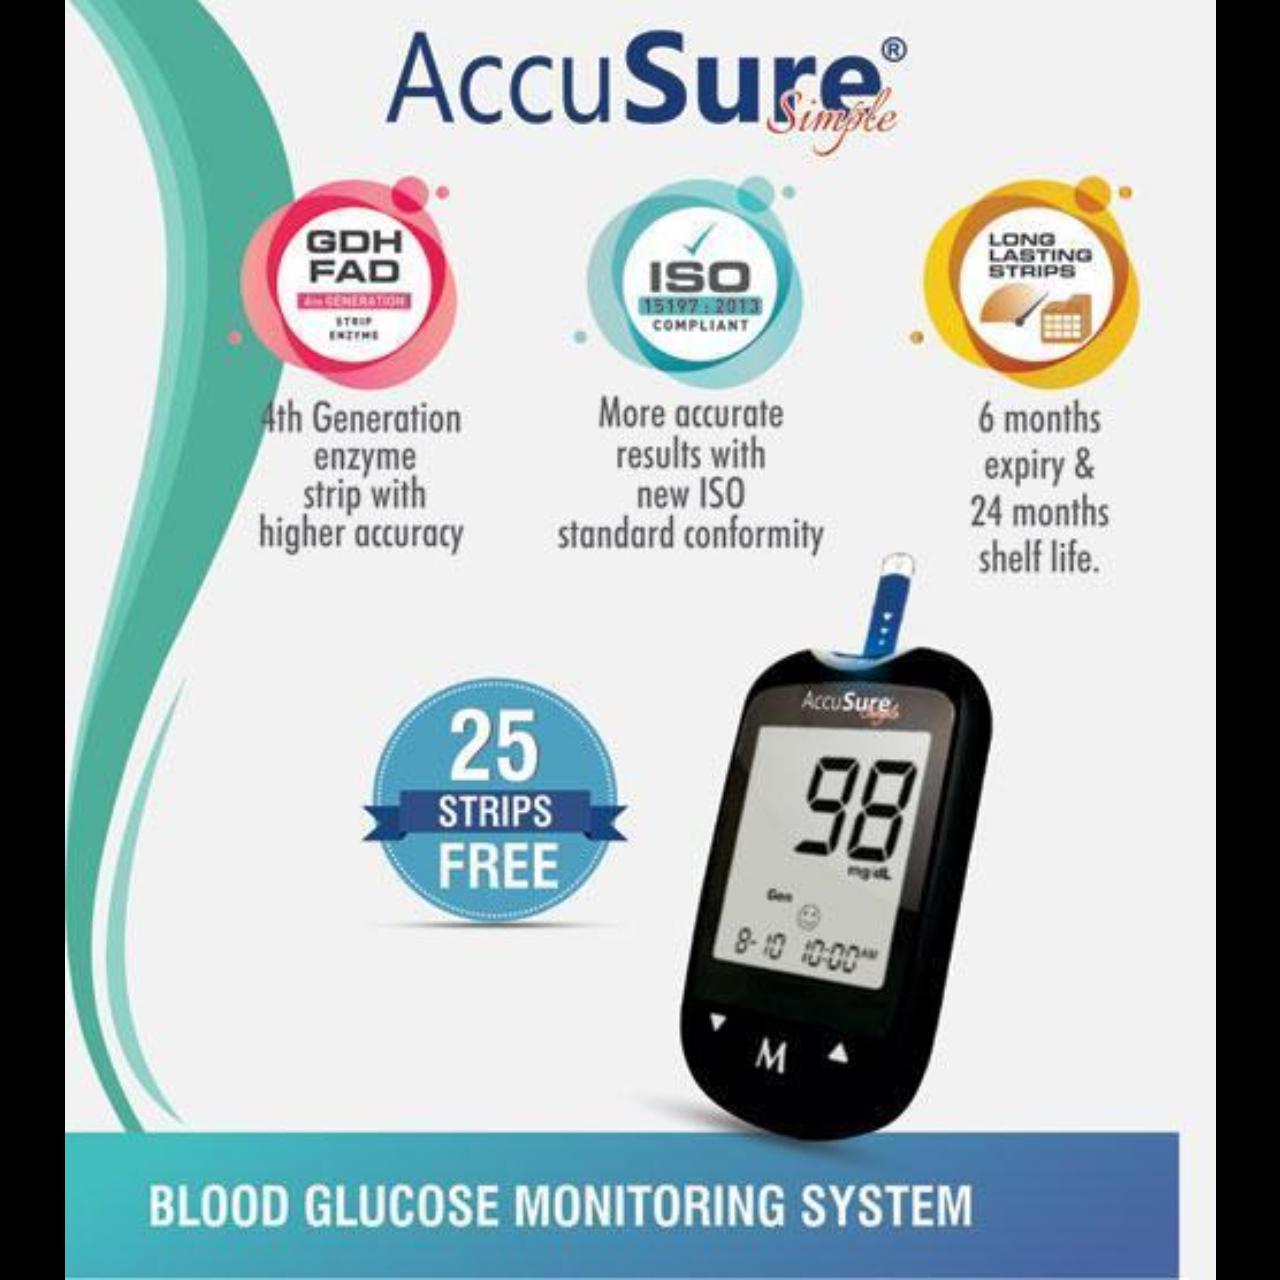 AccuSure®
Simple
GDH
FAD
4th GENERATION
STRIP
ENZYME
4th Generation
enzyme
strip with
higher accuracy
ISO
15197 : 2013
COMPLIANT
More accurate
results with
new ISO
standard conformity
LONG
LASTING
STRIPS
6 months
expiry &
24 months
shelf life.
25
STRIPS
FREE
AccuSure
Simple
98
mg/dL
Gen
8-10 10:00 AM
M
BLOOD GLUCOSE MONITORING SYSTEM